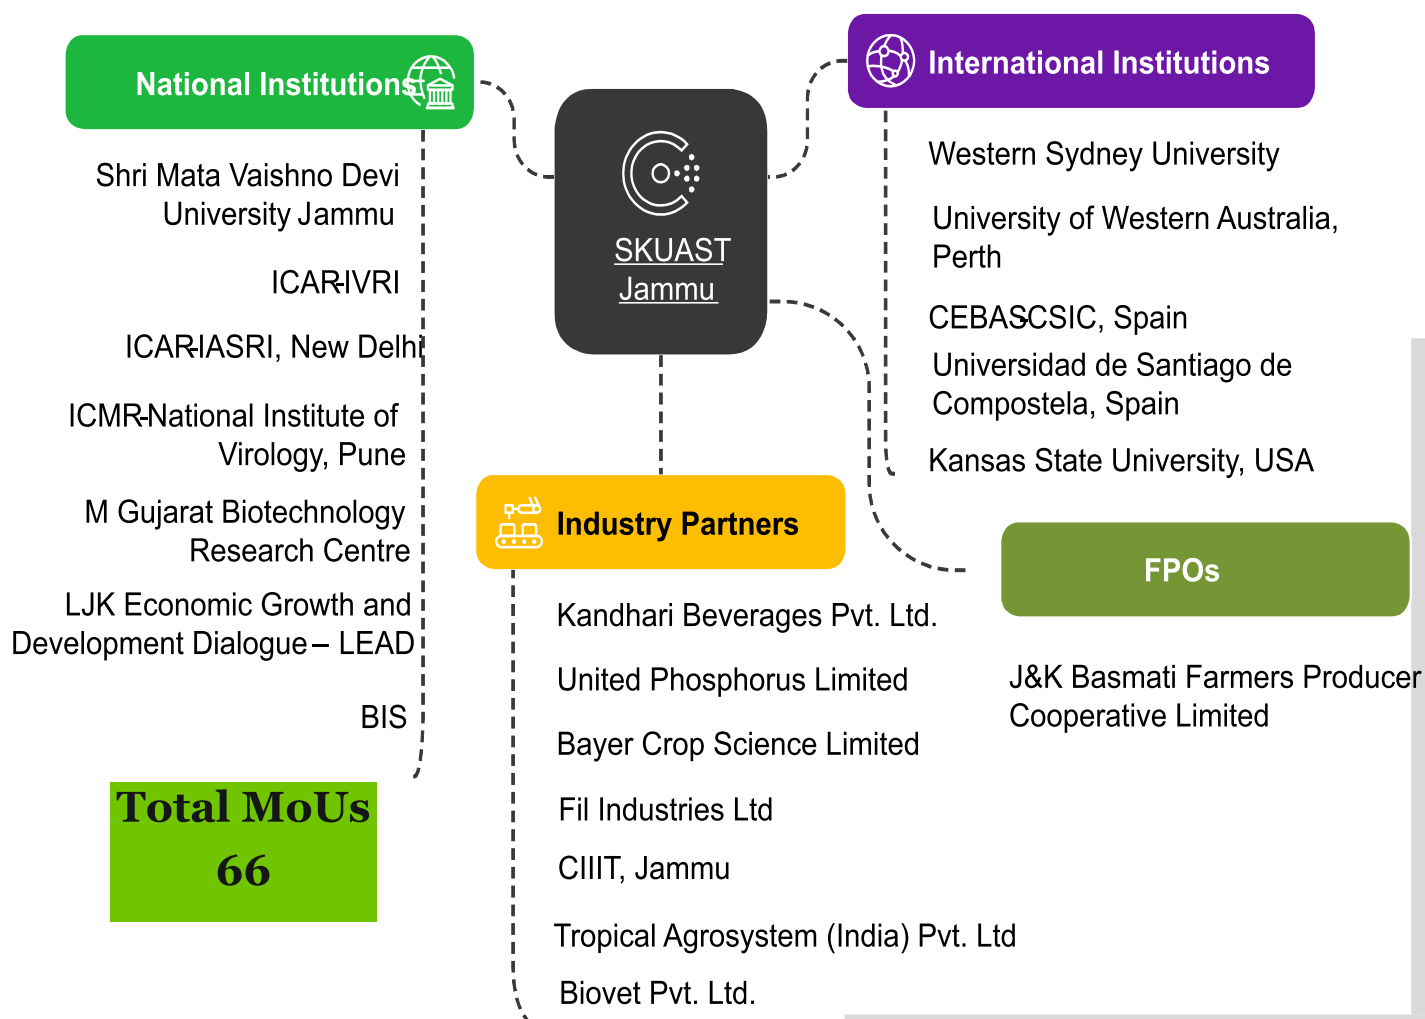 National Institutions
Shri Mata Vaishno Devi
University Jammu
ICAR-IVRI
ICAR-IASRI, New Delhi
ICMR-National Institute of
Virology, Pune
M Gujarat Biotechnology
Research Centre
LJK Economic Growth and
Development Dialogue – LEAD
BIS
Total MoUs
66
SKUAST
Jammu
Industry Partners
Kandhari Beverages Pvt. Ltd.
United Phosphorus Limited
Bayer Crop Science Limited
Fil Industries Ltd
CIIIT, Jammu
Tropical Agrosystem (India) Pvt. Ltd
Biovet Pvt. Ltd.
International Institutions
Western Sydney University
University of Western Australia,
Perth
CEBAS-CSIC, Spain
Universidad de Santiago de
Compostela, Spain
Kansas State University, USA
FPOs
J&K Basmati Farmers Producer
Cooperative Limited